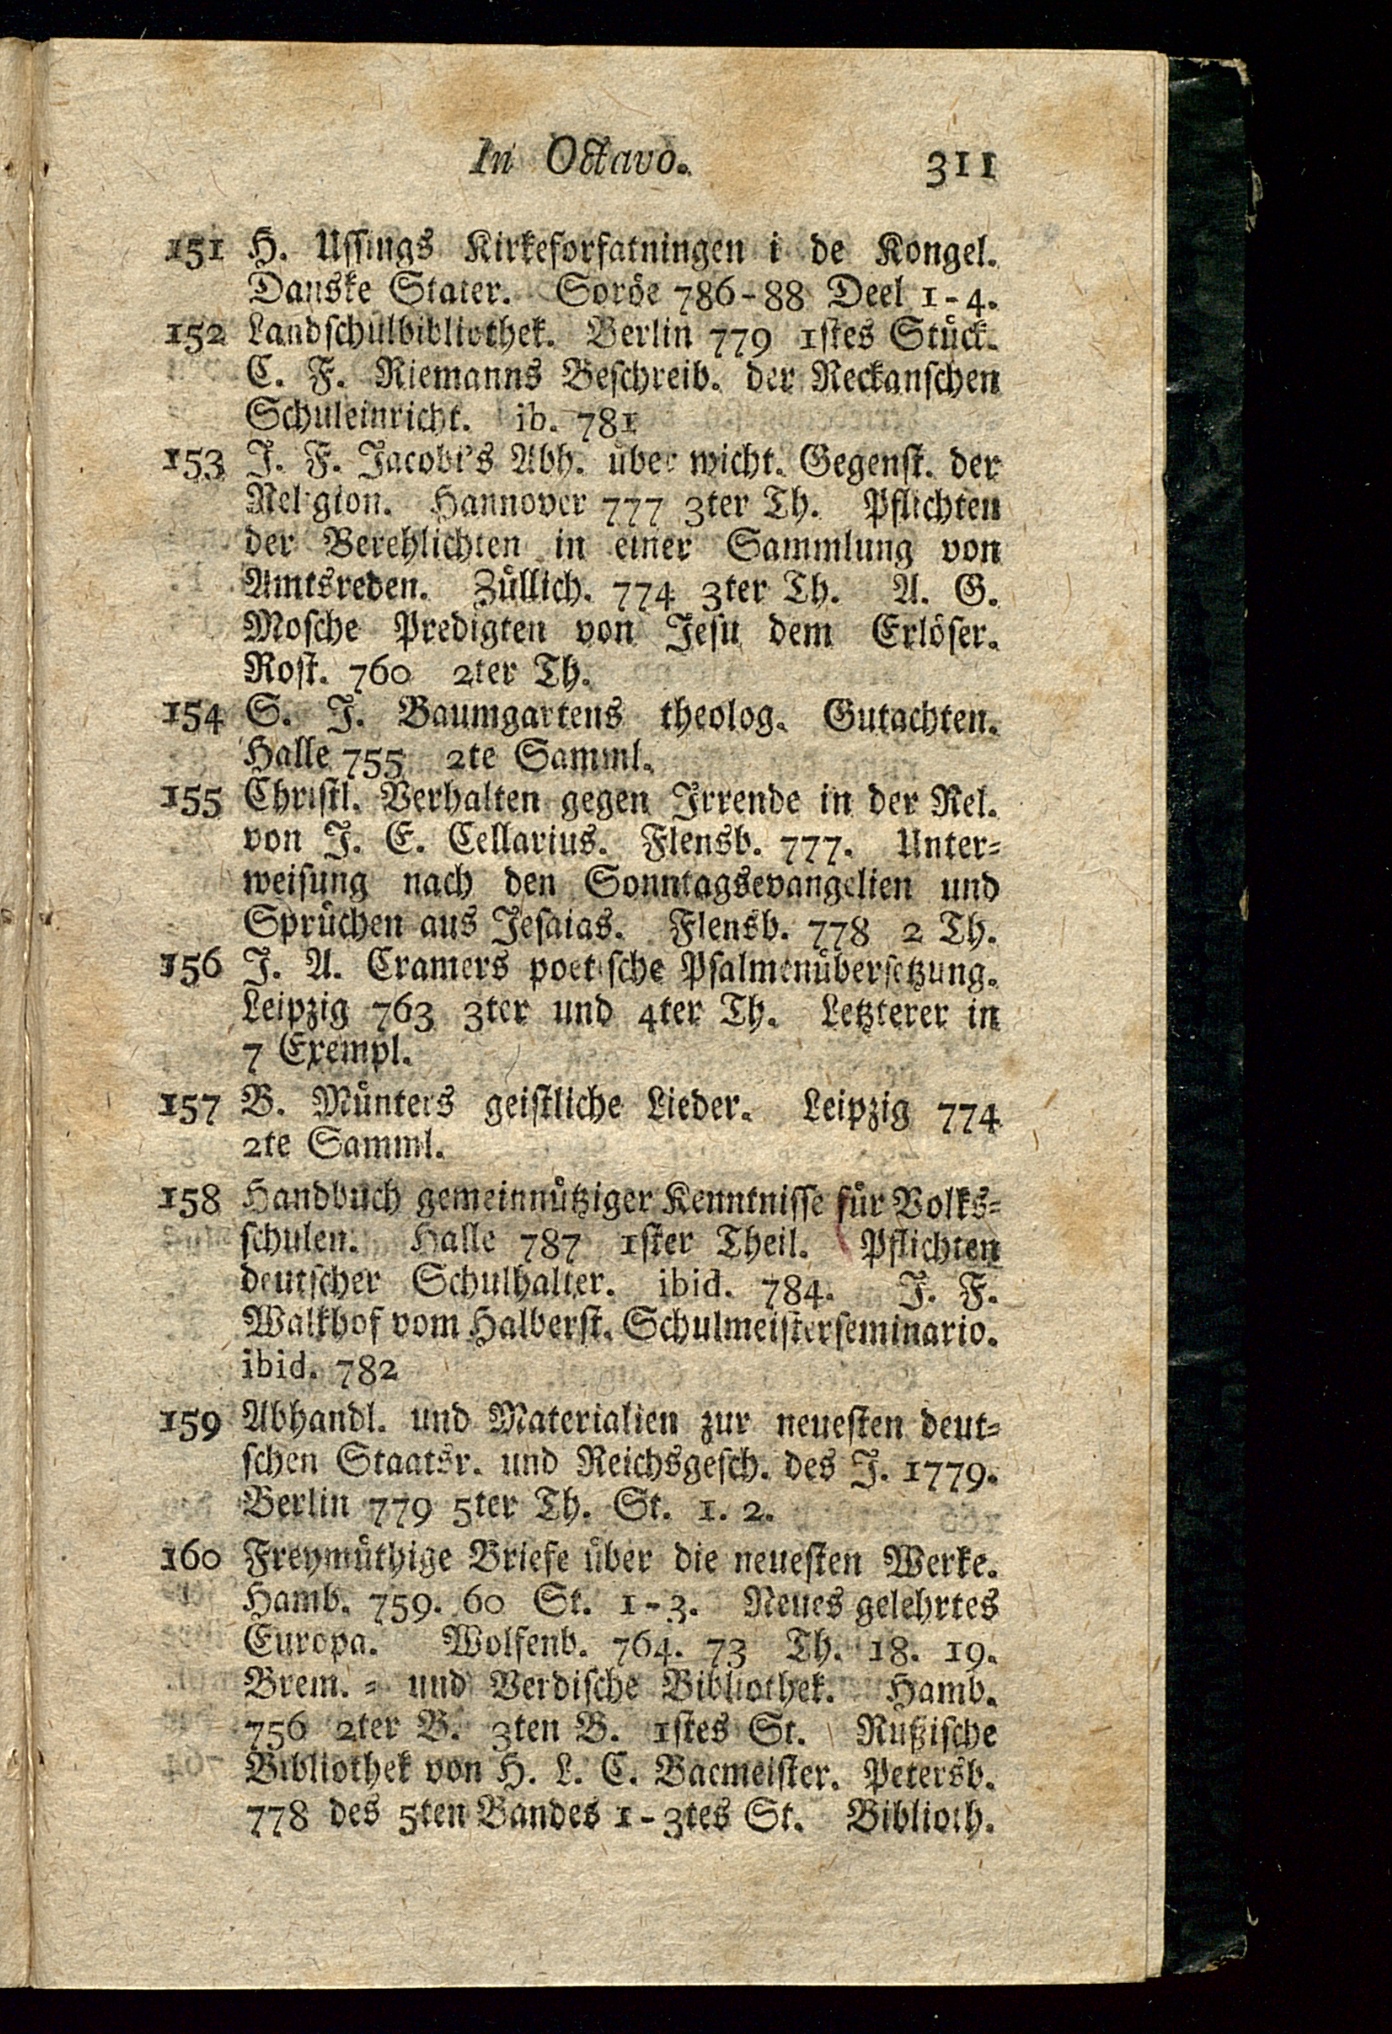 In Octavo. 311
151 H. Ussings Kirkeforfatningen i de Kongel.
Danske Stater. Soröe 786-88 Deel 1-4.
152 Landschulbibliothek. Berlin 779 1stes Stück.
C. F. Riemanns Beschreib. der Reckanschen
Schuleinricht. ib. 781
153 J. F. Jacobi's Abh. über wicht. Gegenst. der
Religion. Hannover 777 3ter Th. Pflichten
der Verehlichten in einer Sammlung von
Amtsreden. Züllich. 774 3ter Th. A. G.
Mosche Predigten von Jesu dem Erlöser.
Rost. 760 2ter Th.
154 S. J. Baumgartens theolog. Gutachten.
Halle 755 2te Samml.
155 Christl. Verhalten gegen Irrende in der Rel.
von J. E. Cellarius. Flensb. 777. Unter=
weisung nach den Sonntagsevangelien und
Sprüchen aus Jesaias. Flensb. 778 2 Th.
156 J. A. Cramers poetische Psalmenübersetzung.
Leipzig 763 3ter und 4ter Th. Letzterer in
7 Exempl.
157 B. Münters geistliche Lieder. Leipzig 774
2te Samml.
158 Handbuch gemeinnütziger Kenntnisse für Volks=
schulen. Halle 787 1ster Theil. Pflichten
deutscher Schulhalter. ibid. 784. J. F.
Walkhof vom Halberst. Schulmeisterseminario.
ibid. 782
159 Abhandl. und Materialien zur neuesten deut=
schen Staatsr. und Reichsgesch. des J. 1779.
Berlin 779 5ter Th. St. 1. 2.
160 Freymüthige Briefe über die neuesten Werke.
Hamb. 759. 60 St. 1-3. Neues gelehrtes
Europa. Wolfenb. 764. 73 Th. 18. 19.
Brem. = und Verdische Bibliothek. Hamb.
756 2ter B. 3ten B. 1stes St. Rußische
Bibliothek von H. L. C. Bacmeister. Petersb.
778 des 5ten Bandes 1-3tes St. Biblioth.